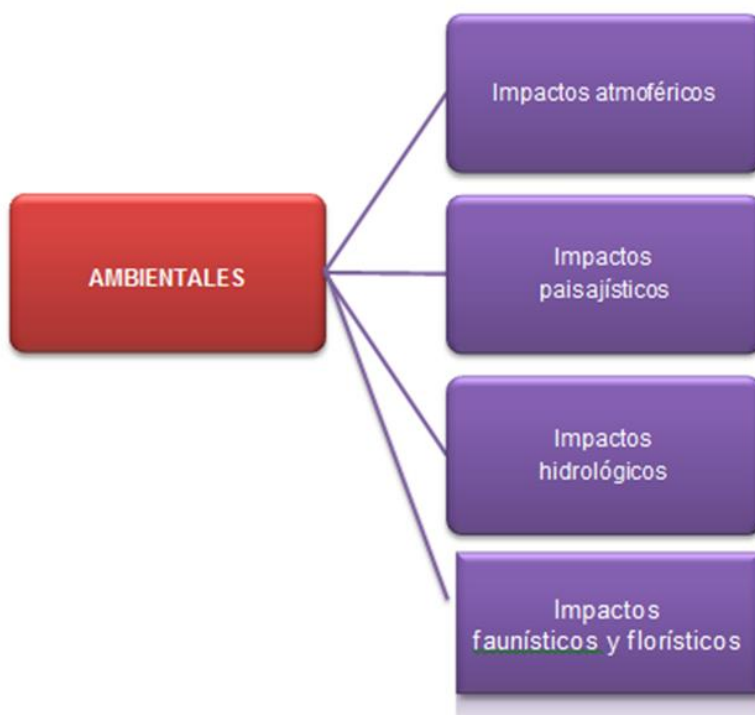 Impactos atmoféricos
AMBIENTALES
Impactos
paisajísticos
Impactos
hidrológicos
Impactos
faunísticos y florísticos